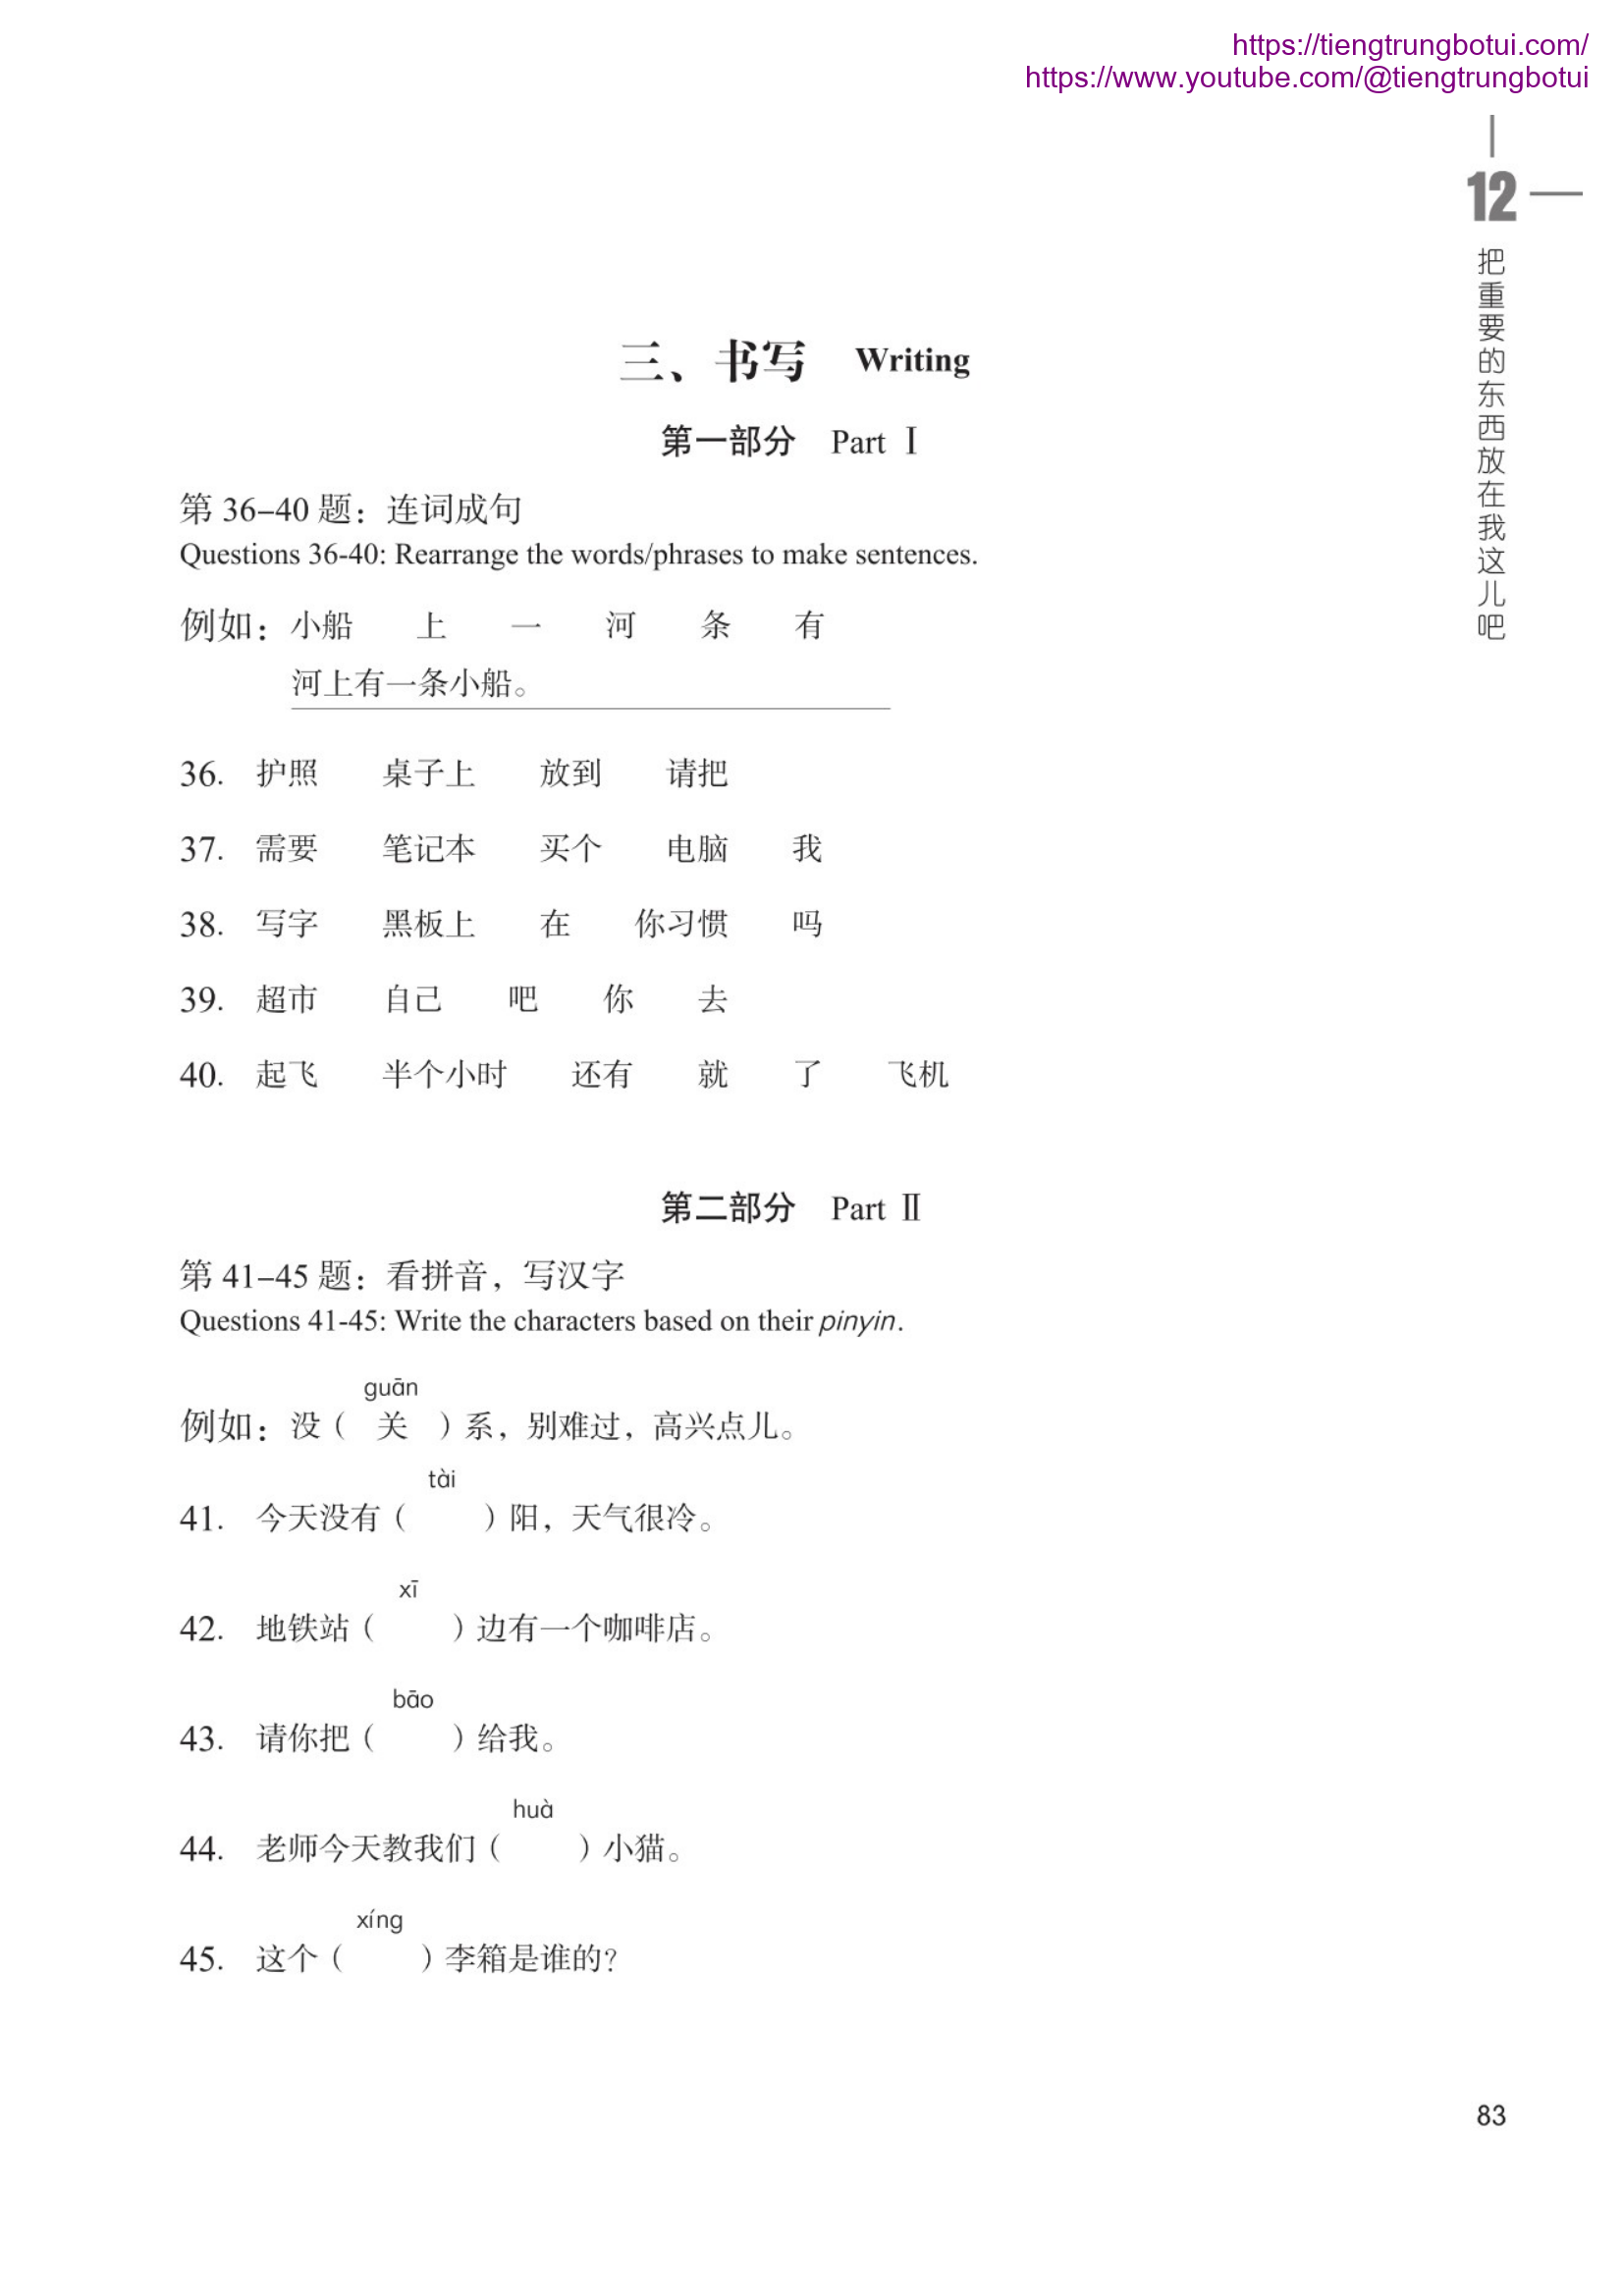 https://tiengtrungbotui.com/
https://www.youtube.com/@tiengtrungbotui
12
把重要的东西放在我这儿吧
三、书写 Writing
第一部分 Part Ⅰ
第 36–40 题：连词成句
Questions 36-40: Rearrange the words/phrases to make sentences.
例如：小船 上 一 河 条 有
河上有一条小船。
36. 护照 桌子上 放到 请把
37. 需要 笔记本 买个 电脑 我
38. 写字 黑板上 在 你习惯 吗
39. 超市 自己 吧 你 去
40. 起飞 半个小时 还有 就 了 飞机
第二部分 Part Ⅱ
第 41–45 题：看拼音，写汉字
Questions 41-45: Write the characters based on their pinyin.
guān
例如：没（ 关 ）系，别难过，高兴点儿。
tài
41. 今天没有（ ）阳，天气很冷。
xī
42. 地铁站（ ）边有一个咖啡店。
bāo
43. 请你把（ ）给我。
huà
44. 老师今天教我们（ ）小猫。
xíng
45. 这个（ ）李箱是谁的？
83